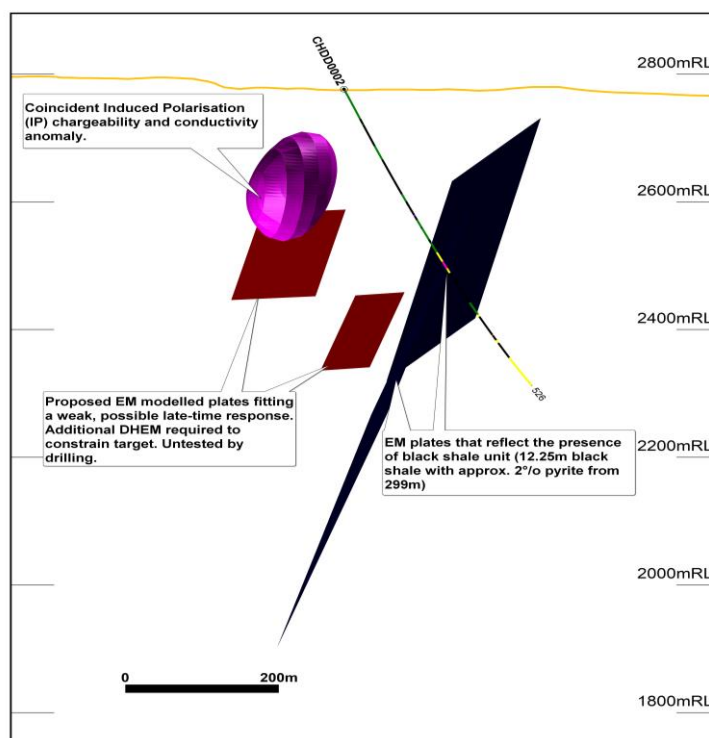 2800mRL
CHDD0002
Coincident Induced Polarisation
(IP) chargeability and conductivity
anomaly.
2600mRL
2400mRL
526
Proposed EM modelled plates fitting
a weak, possible late-time response.
Additional DHEM required to
constrain target. Untested by
drilling.
EM plates that reflect the presence
of black shale unit (12.25m black
shale with approx. 2°/o pyrite from
299m)
2200mRL
2000mRL
0 200m
1800mRL